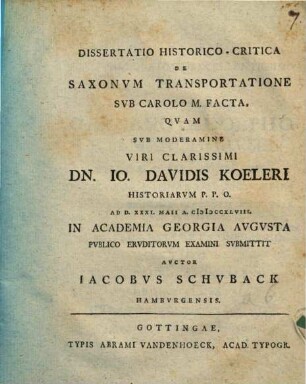 7
DISSERTATIO HISTORICO-CRITICA
DE
SAXONVM TRANSPORTATIONE
SVB CAROLO M. FACTA.
QVAM
SVB MODERAMINE
VIRI CLARISSIMI
DN. IO. DAVIDIS KOELERI
HISTORIARVM P. P. O.
AD D. XXXI. MAII A. CIↃIↃCCXLVIII.
IN ACADEMIA GEORGIA AVGVSTA
PVBLICO ERVDITORVM EXAMINI SVBMITTIT
AVCTOR
IACOBVS SCHVBACK
HAMBVRGENSIS.
GOTTINGAE,
TYPIS ABRAMI VANDENHOECK, ACAD. TYPOGR.